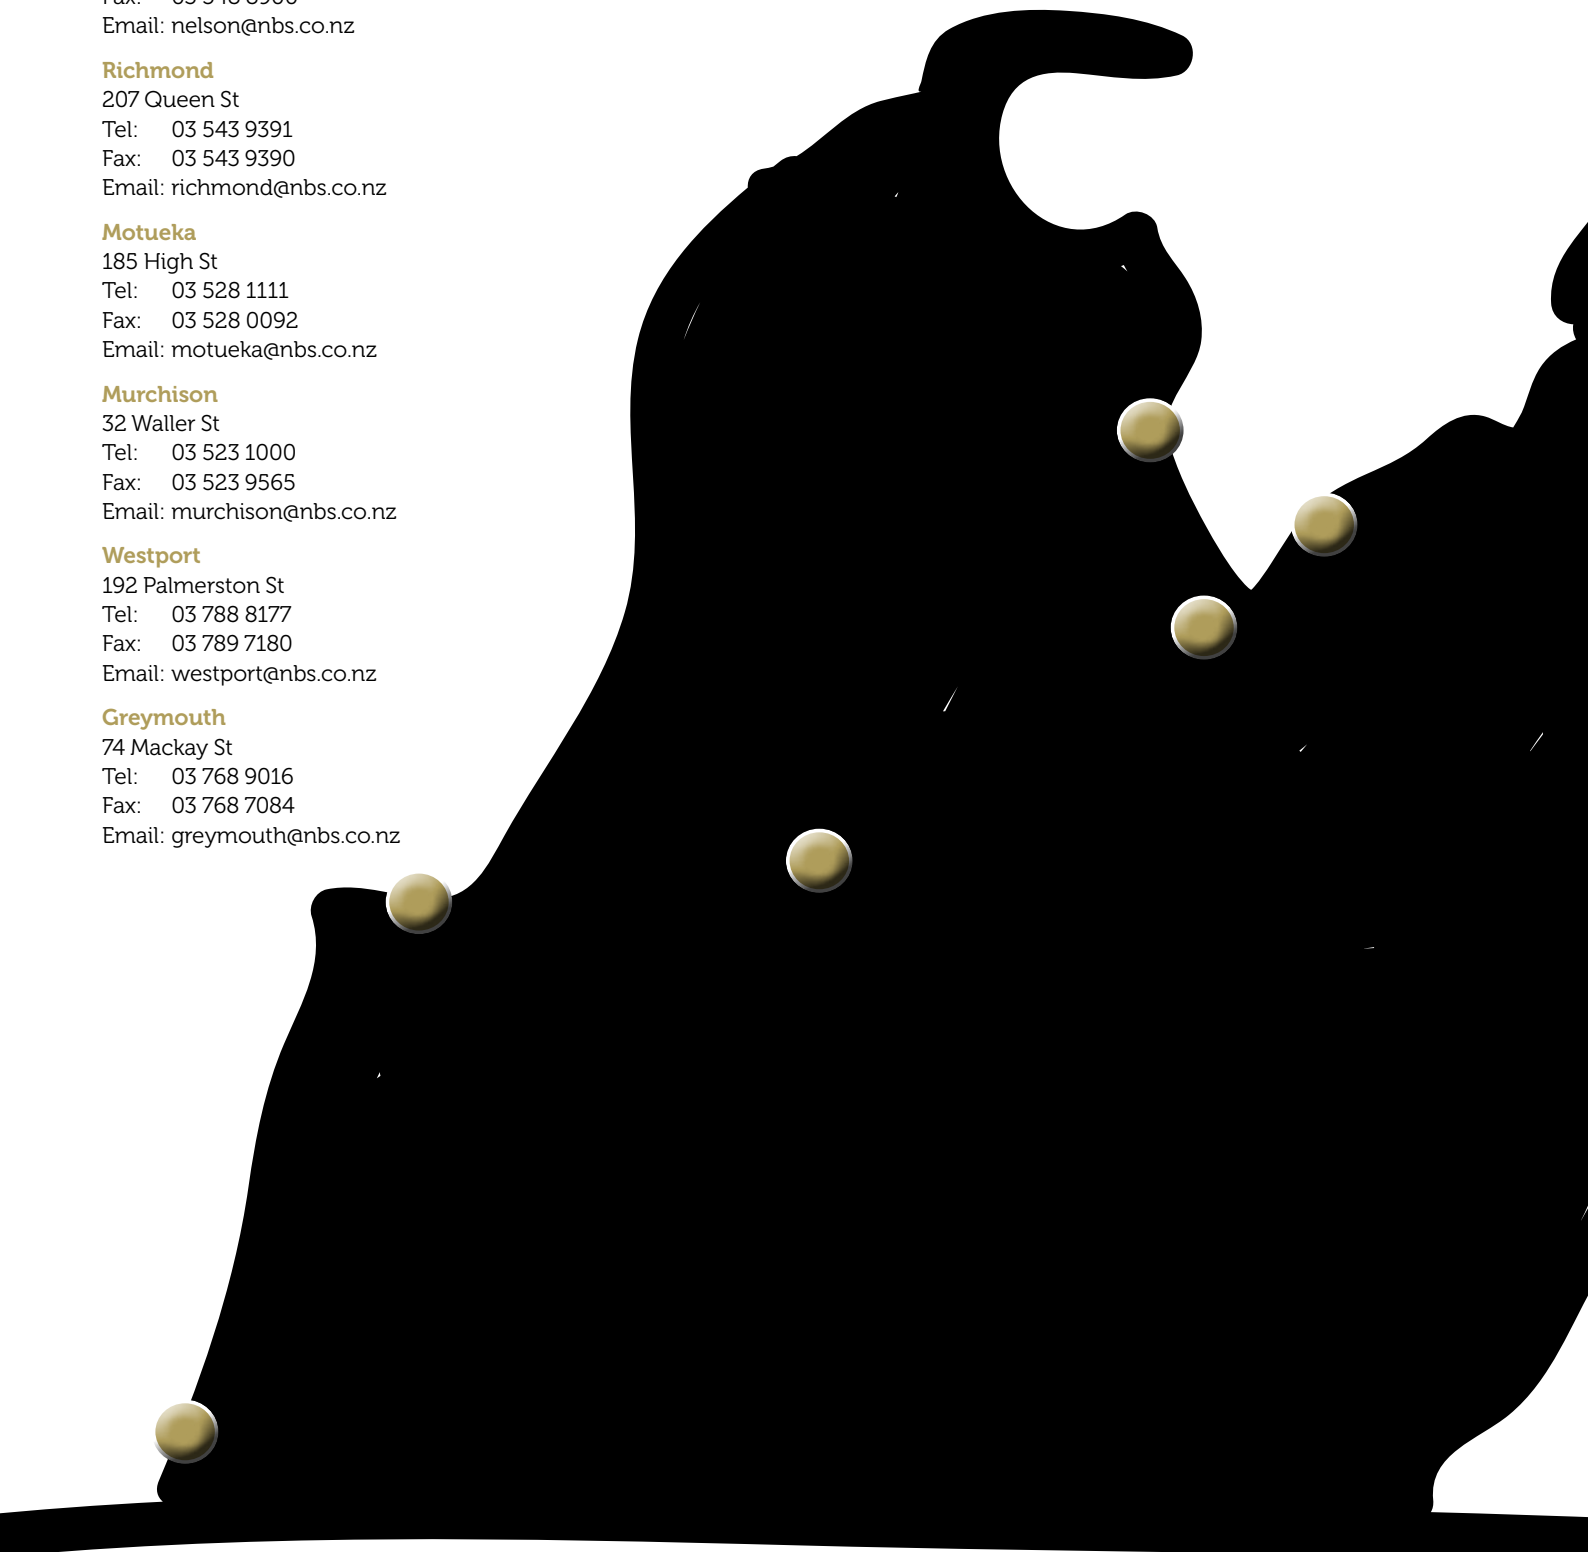 Email: nelson@nbs.co.nz
Richmond
207 Queen St
Tel: 03 543 9391
Fax: 03 543 9390
Email: richmond@nbs.co.nz
Motueka
185 High St
Tel: 03 528 1111
Fax: 03 528 0092
Email: motueka@nbs.co.nz
Murchison
32 Waller St
Tel: 03 523 1000
Fax: 03 523 9565
Email: murchison@nbs.co.nz
Westport
192 Palmerston St
Tel: 03 788 8177
Fax: 03 789 7180
Email: westport@nbs.co.nz
Greymouth
74 Mackay St
Tel: 03 768 9016
Fax: 03 768 7084
Email: greymouth@nbs.co.nz